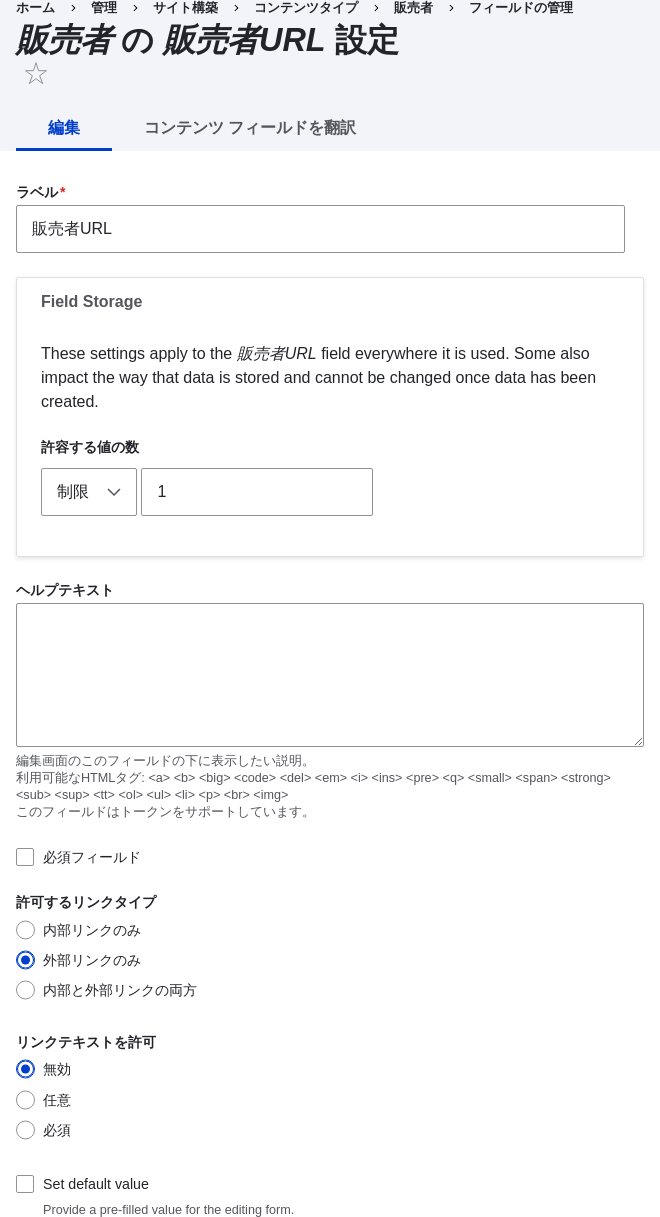 ホーム › 管理 › サイト構築 › コンテンツタイプ › 販売者 › フィールドの管理
販売者 の 販売者URL 設定
編集 コンテンツ フィールドを翻訳
ラベル*
販売者URL
Field Storage
These settings apply to the 販売者URL field everywhere it is used. Some also
impact the way that data is stored and cannot be changed once data has been
created.
許容する値の数
制限 1
ヘルプテキスト
編集画面のこのフィールドの下に表示したい説明。
利用可能なHTMLタグ: <a> <b> <big> <code> <del> <em> <i> <ins> <pre> <q> <small> <span> <strong>
<sub> <sup> <tt> <ol> <ul> <li> <p> <br> <img>
このフィールドはトークンをサポートしています。
必須フィールド
許可するリンクタイプ
内部リンクのみ
外部リンクのみ
内部と外部リンクの両方
リンクテキストを許可
無効
任意
必須
Set default value
Provide a pre-filled value for the editing form.